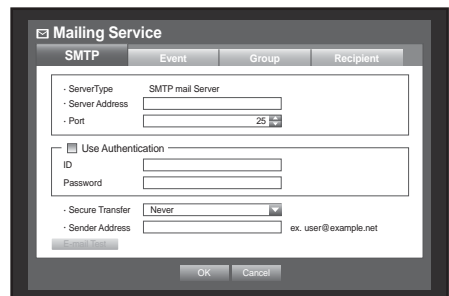 Mailing Service
SMTP Event Group Recipient
· ServerType SMTP mail Server
· Server Address
· Port 25
Use Authentication
ID
Password
· Secure Transfer Never
· Sender Address ex. user@example.net
E-mail Test
OK Cancel